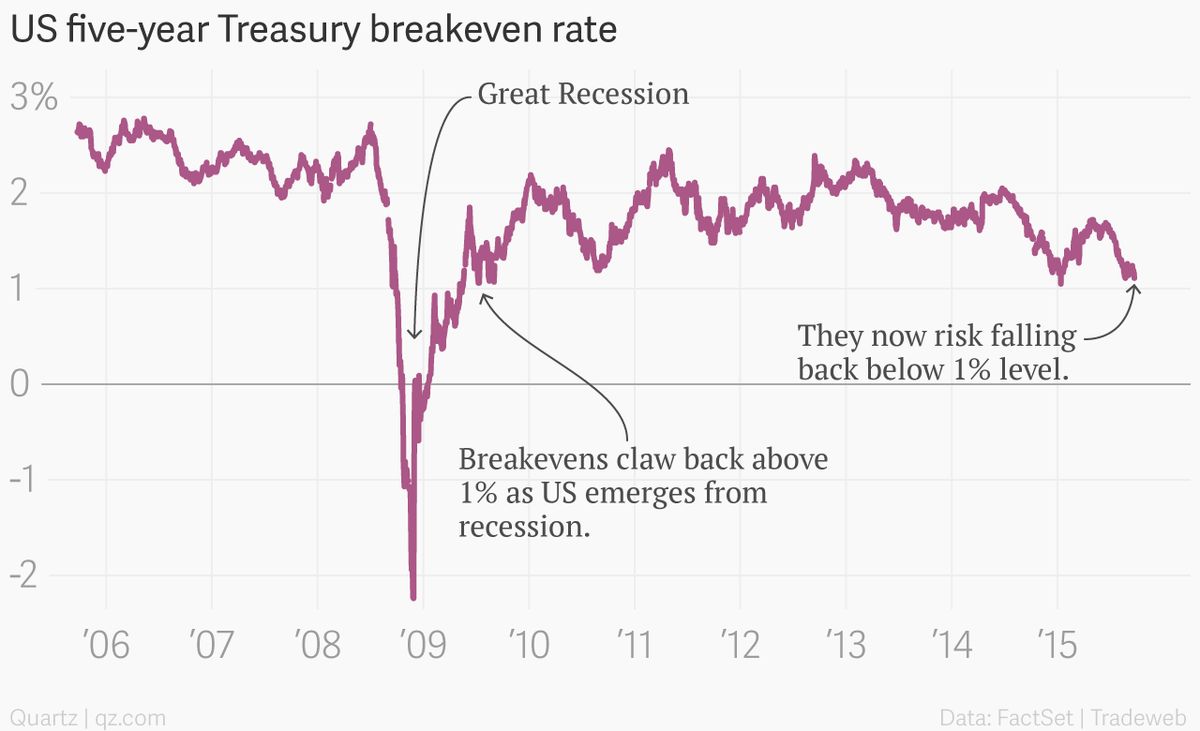 US five-year Treasury breakeven rate
3%
Great Recession
2
1
They now risk falling
back below 1% level.
0
Breakevens claw back above
1% as US emerges from
recession.
-1
-2
’06 ’07 ’08 ’09 ’10 ’11 ’12 ’13 ’14 ’15
Quartz | qz.com Data: FactSet | Tradeweb